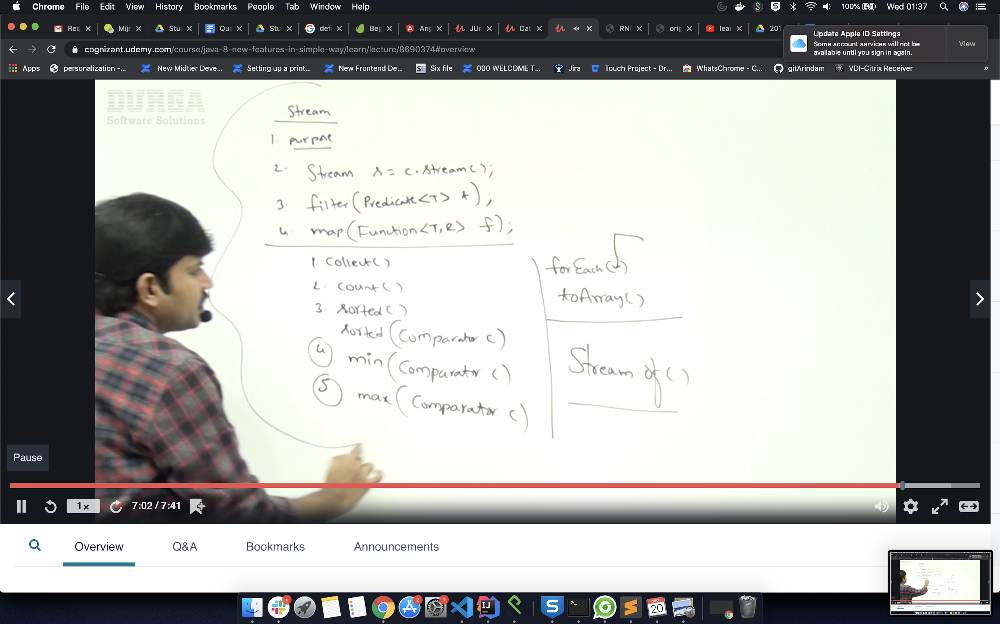 Chrome File Edit View History Bookmarks People Tab Window Help 100% Wed 01:37
Req Mijn Stu Que Stu def Beg Ang JUr Dat RN orig lear 201
cognizant.udemy.com/course/java-8-new-features-in-simple-way/learn/lecture/8690374#overview
Update Apple ID Settings
Some account services will not be
available until you sign in again.
View
Apps personalization -... New Midtier Deve... Setting up a print... New Frontend De... Six file 000 WELCOME T... Jira Touch Project - Dr... WhatsChrome - C... gitArindam VDI-Citrix Receiver »
DURGA
Software Solutions
Stream
1. purpose
2. Stream s = c.stream();
3. filter(Predicate<T> t);
4. map(Function<T,R> f);
1. collect()
2. count()
3. sorted()
sorted(Comparator c)
4 min(Comparator c)
5 max(Comparator c)
forEach()
toArray()
Stream.of()
Pause
1x 7:02 / 7:41
Overview Q&A Bookmarks Announcements
2 1 IJ S >_ MAY 20